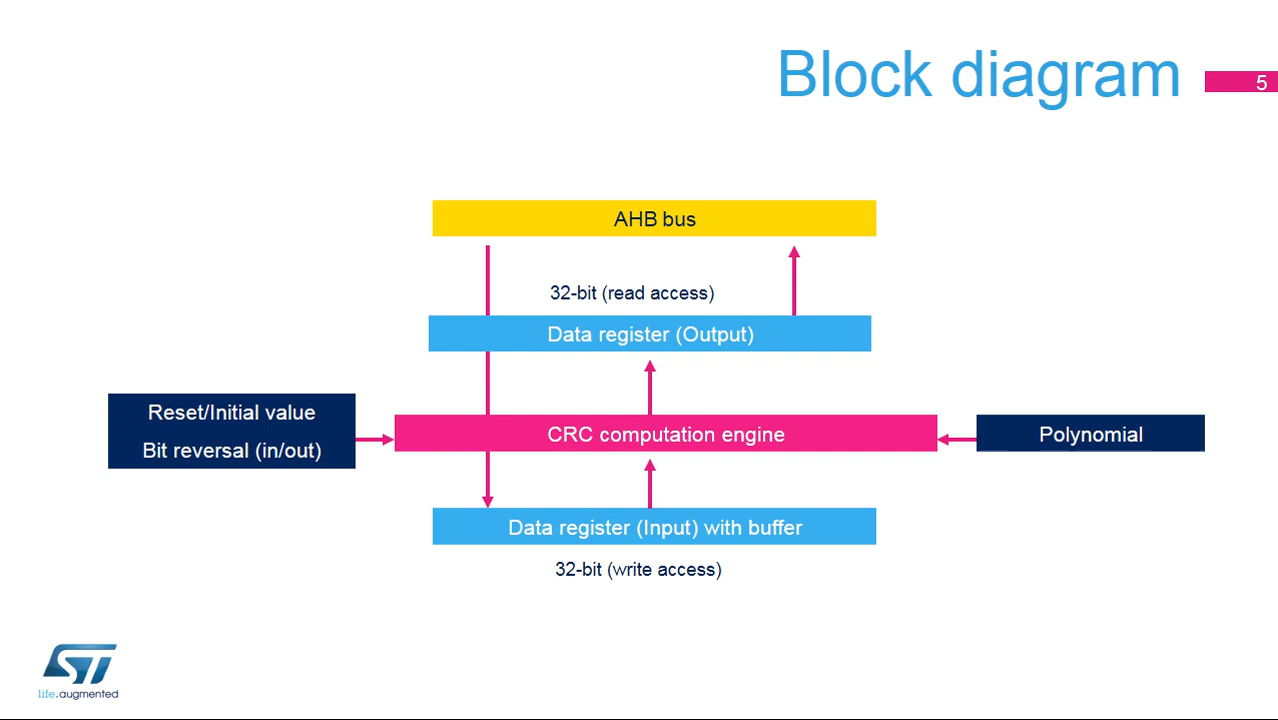 Block diagram
5
AHB bus
32-bit (read access)
Data register (Output)
Reset/Initial value
Bit reversal (in/out)
CRC computation engine
Polynomial
Data register (Input) with buffer
32-bit (write access)
ST
life.augmented